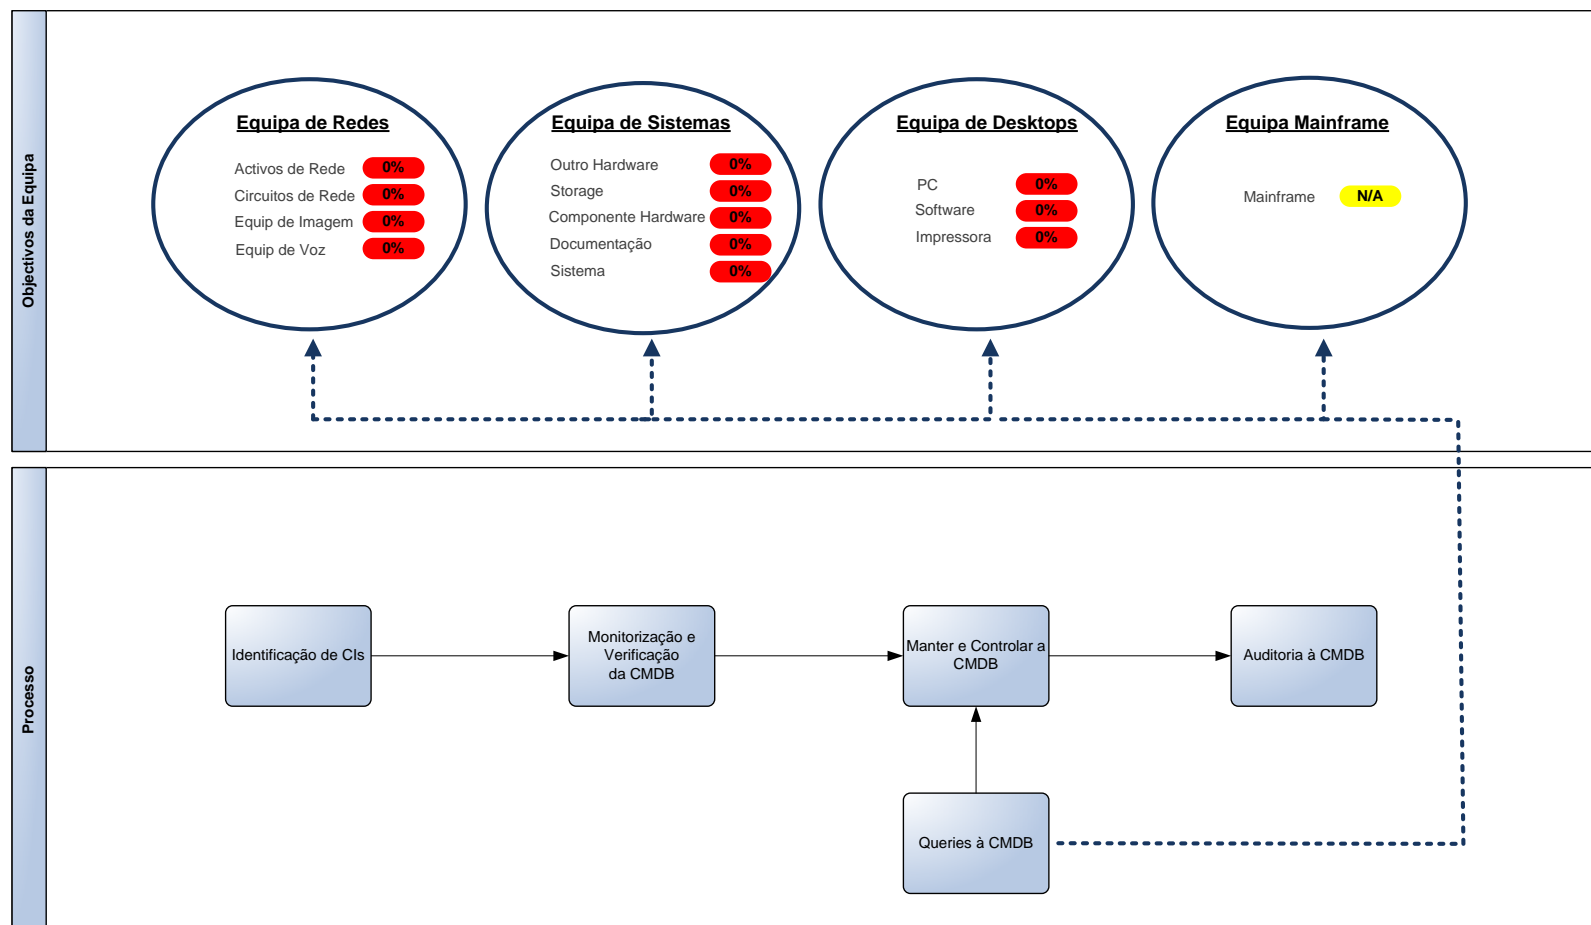 Objectivos da Equipa
Equipa de Redes
Activos de Rede 0%
Circuitos de Rede 0%
Equip de Imagem 0%
Equip de Voz 0%
Equipa de Sistemas
Outro Hardware 0%
Storage 0%
Componente Hardware 0%
Documentação 0%
Sistema 0%
Equipa de Desktops
PC 0%
Software 0%
Impressora 0%
Equipa Mainframe
Mainframe N/A
Processo
Identificação de CIs
Monitorização e
Verificação
da CMDB
Manter e Controlar a
CMDB
Auditoria à CMDB
Queries à CMDB